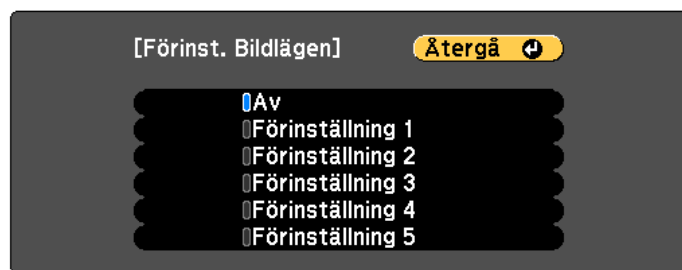 [Förinst. Bildlägen] Återgå
Av
Förinställning 1
Förinställning 2
Förinställning 3
Förinställning 4
Förinställning 5